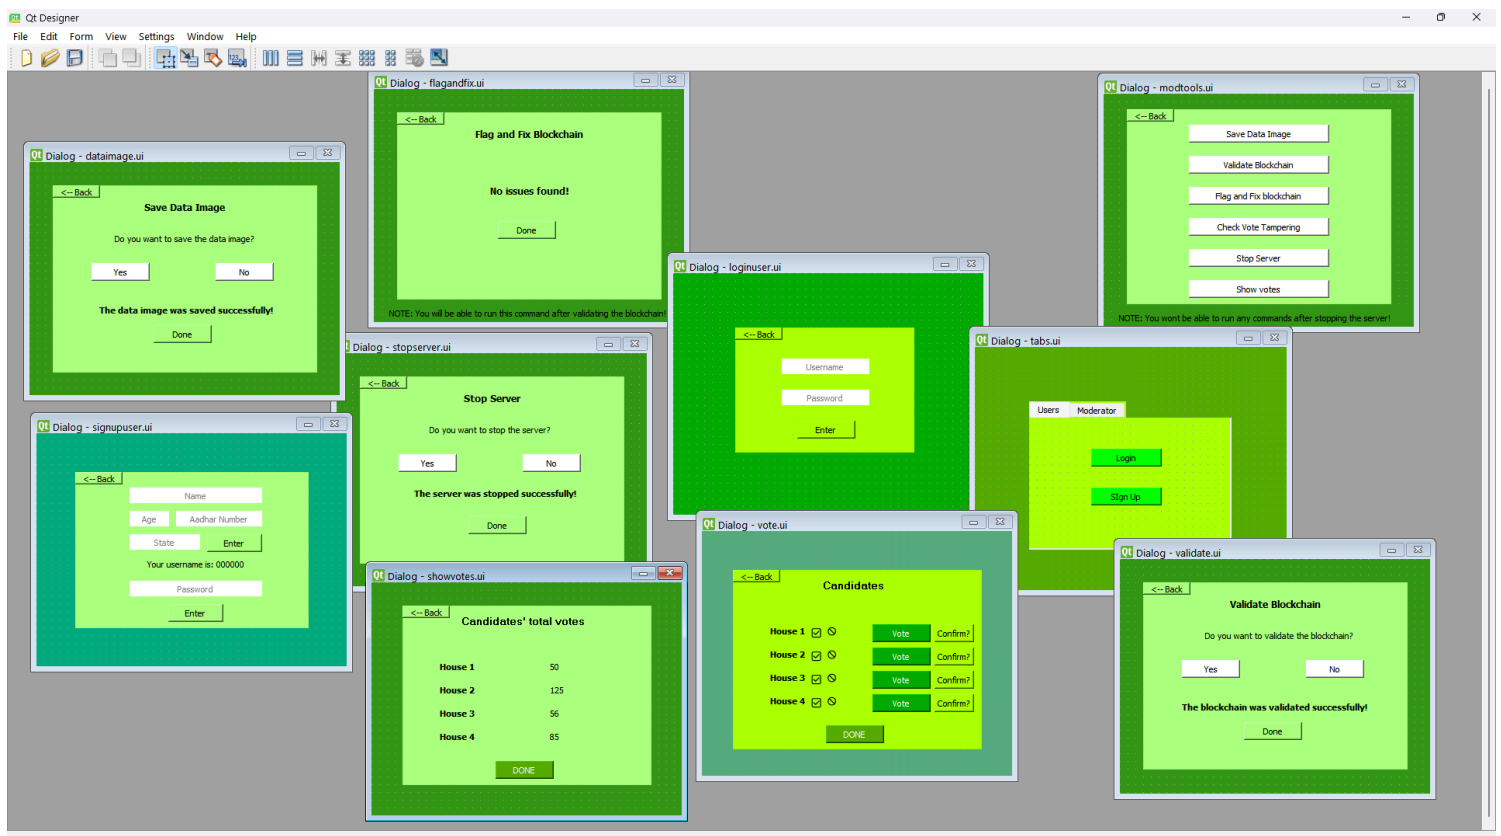 Qt Designer
File Edit Form View Settings Window Help
Dialog - flagandfix.ui
<-- Back
Flag and Fix Blockchain
No issues found!
Done
NOTE: You will be able to run this command after validating the blockchain!
Dialog - modtools.ui
<-- Back
Save Data Image
Validate Blockchain
Flag and Fix blockchain
Check Vote Tampering
Stop Server
Show votes
NOTE: You wont be able to run any commands after stopping the server!
Dialog - dataimage.ui
<-- Back
Save Data Image
Do you want to save the data image?
Yes No
The data image was saved successfully!
Done
Dialog - loginuser.ui
<-- Back
Username
Password
Enter
Dialog - stopserver.ui
<-- Back
Stop Server
Do you want to stop the server?
Yes No
The server was stopped successfully!
Done
Dialog - tabs.ui
Users Moderator
Login
SIgn Up
Dialog - signupuser.ui
<-- Back
Name
Age Aadhar Number
State Enter
Your username is: 000000
Password
Enter
Dialog - vote.ui
<-- Back
Candidates
House 1 Vote Confirm?
House 2 Vote Confirm?
House 3 Vote Confirm?
House 4 Vote Confirm?
DONE
Dialog - validate.ui
<-- Back
Validate Blockchain
Do you want to validate the blockchain?
Yes No
The blockchain was validated successfully!
Done
Dialog - showvotes.ui
<-- Back
Candidates' total votes
House 1 50
House 2 125
House 3 56
House 4 85
DONE